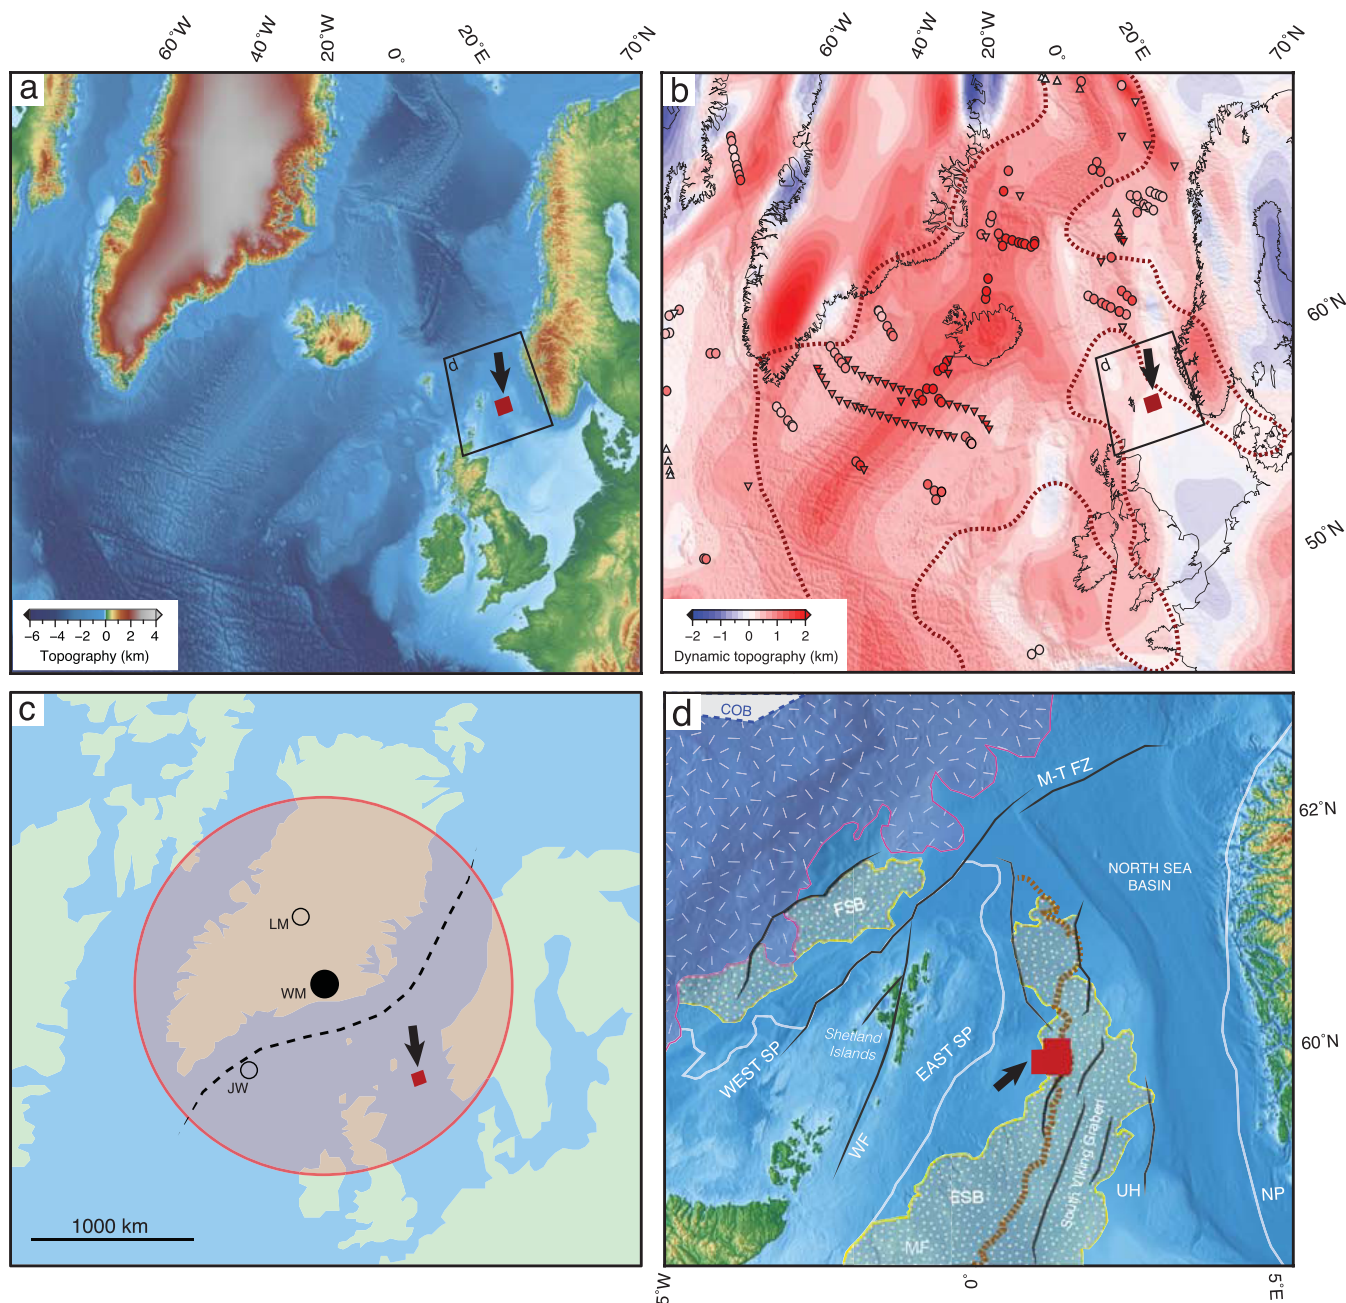 60°W
40°W
20°W
0°
20°E
70°N
60°W
40°W
20°W
0°
20°E
70°N
a
d
−6 −4 −2 0 2 4
Topography (km)
b
d
60°N
50°N
−2 −1 0 1 2
Dynamic topography (km)
c
LM
WM
JW
1000 km
d
COB
M-T FZ
62°N
NORTH SEA
BASIN
FSB
Shetland
Islands
WEST SP
EAST SP
60°N
WF
South Viking Graben
ESB
UH
NP
MF
5°W
0°
5°E